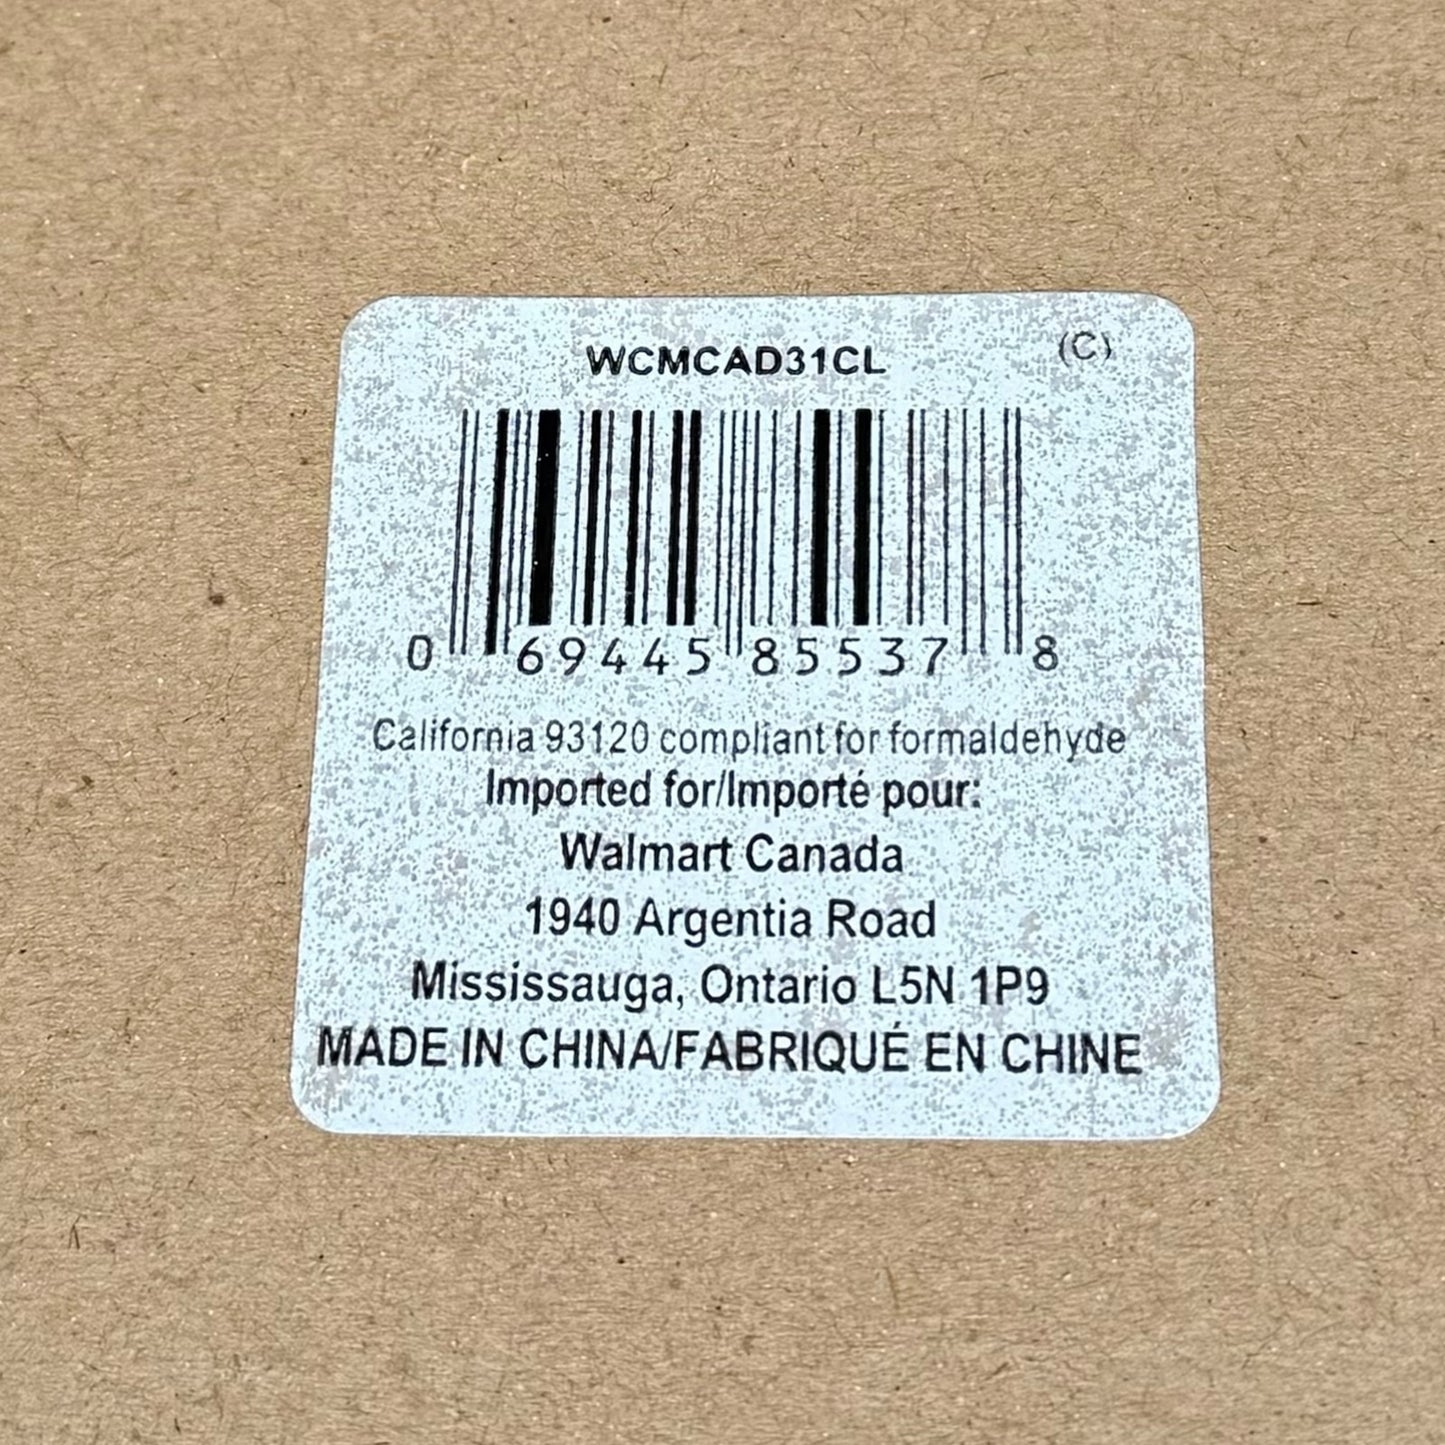 WCMCAD31CL (C)
0 69445 85537 8
California 93120 compliant for formaldehyde
Imported for/Importé pour:
Walmart Canada
1940 Argentia Road
Mississauga, Ontario L5N 1P9
MADE IN CHINA/FABRIQUÉ EN CHINE